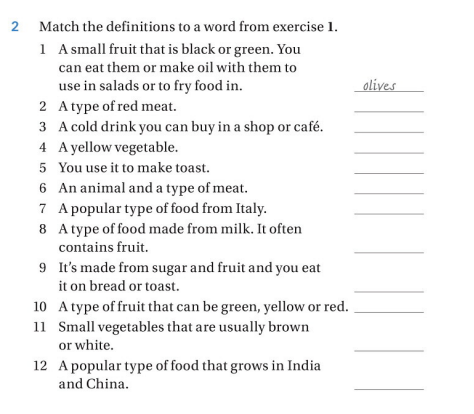 2 Match the definitions to a word from exercise 1.
1 A small fruit that is black or green. You
can eat them or make oil with them to
use in salads or to fry food in. olives
2 A type of red meat.
3 A cold drink you can buy in a shop or café.
4 A yellow vegetable.
5 You use it to make toast.
6 An animal and a type of meat.
7 A popular type of food from Italy.
8 A type of food made from milk. It often
contains fruit.
9 It's made from sugar and fruit and you eat
it on bread or toast.
10 A type of fruit that can be green, yellow or red.
11 Small vegetables that are usually brown
or white.
12 A popular type of food that grows in India
and China.